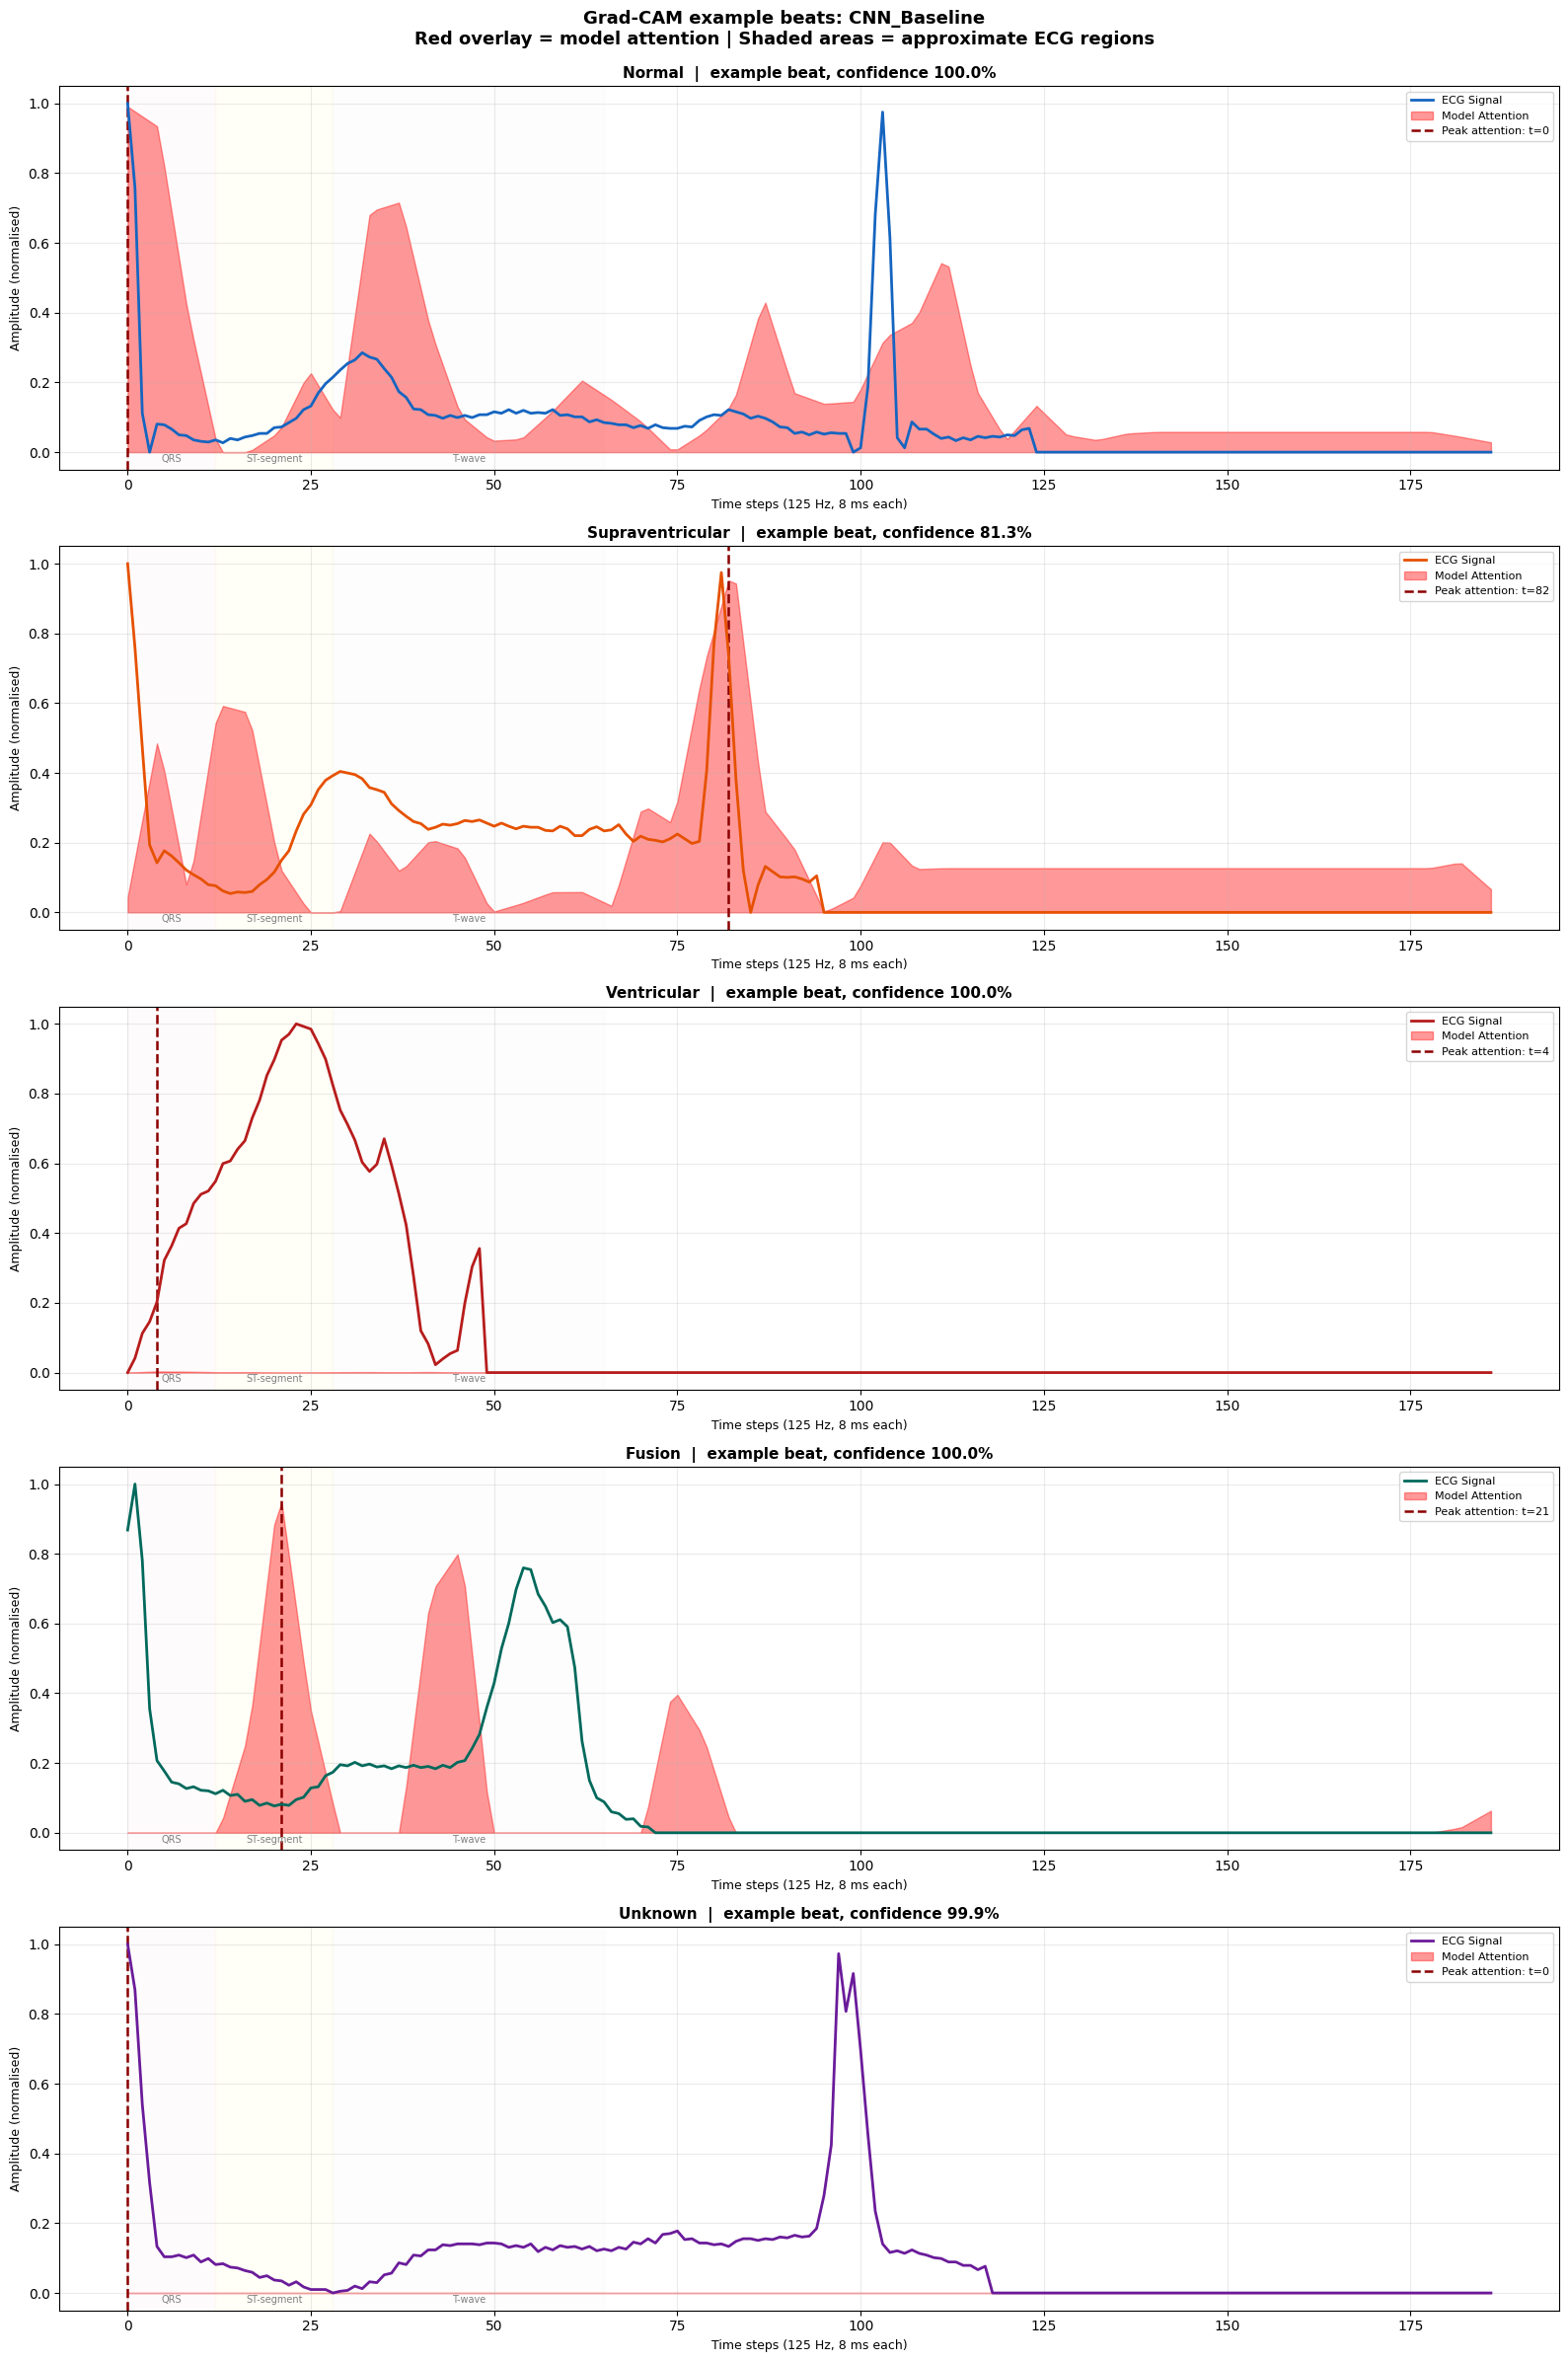 Grad-CAM example beats: CNN_Baseline
Red overlay = model attention | Shaded areas = approximate ECG regions
Normal | example beat, confidence 100.0%
ECG Signal
Model Attention
Peak attention: t=0
1.0
0.8
0.6
0.4
0.2
0.0
Amplitude (normalised)
QRS
ST-segment
T-wave
0 25 50 75 100 125 150 175
Time steps (125 Hz, 8 ms each)
Supraventricular | example beat, confidence 81.3%
ECG Signal
Model Attention
Peak attention: t=82
1.0
0.8
0.6
0.4
0.2
0.0
Amplitude (normalised)
QRS
ST-segment
T-wave
0 25 50 75 100 125 150 175
Time steps (125 Hz, 8 ms each)
Ventricular | example beat, confidence 100.0%
ECG Signal
Model Attention
Peak attention: t=4
1.0
0.8
0.6
0.4
0.2
0.0
Amplitude (normalised)
QRS
ST-segment
T-wave
0 25 50 75 100 125 150 175
Time steps (125 Hz, 8 ms each)
Fusion | example beat, confidence 100.0%
ECG Signal
Model Attention
Peak attention: t=21
1.0
0.8
0.6
0.4
0.2
0.0
Amplitude (normalised)
QRS
ST-segment
T-wave
0 25 50 75 100 125 150 175
Time steps (125 Hz, 8 ms each)
Unknown | example beat, confidence 99.9%
ECG Signal
Model Attention
Peak attention: t=0
1.0
0.8
0.6
0.4
0.2
0.0
Amplitude (normalised)
QRS
ST-segment
T-wave
0 25 50 75 100 125 150 175
Time steps (125 Hz, 8 ms each)